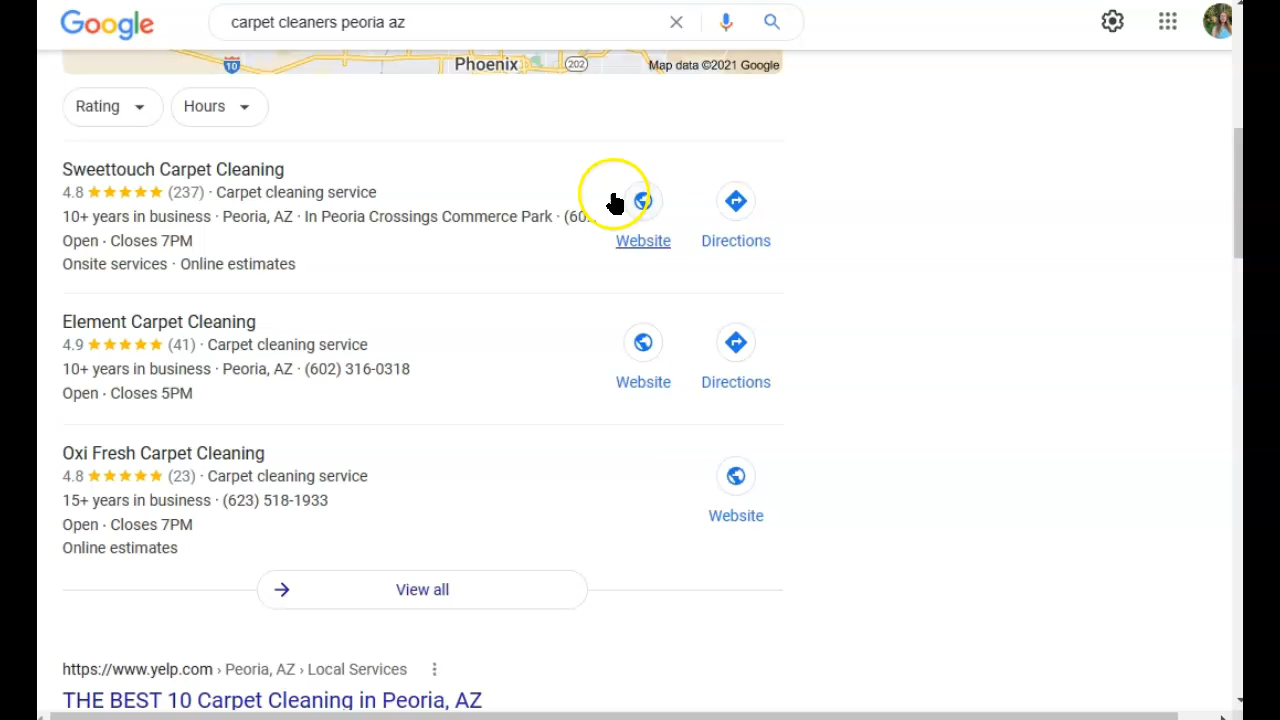 Google
carpet cleaners peoria az
10
Phoenix
202
Map data ©2021 Google
Rating
Hours
Sweettouch Carpet Cleaning
4.8 (237) · Carpet cleaning service
10+ years in business · Peoria, AZ · In Peoria Crossings Commerce Park ·
Open · Closes 7PM
Onsite services · Online estimates
Website
Directions
Element Carpet Cleaning
4.9 (41) · Carpet cleaning service
10+ years in business · Peoria, AZ · (602) 316-0318
Open · Closes 5PM
Website
Directions
Oxi Fresh Carpet Cleaning
4.8 (23) · Carpet cleaning service
15+ years in business · (623) 518-1933
Open · Closes 7PM
Online estimates
Website
View all
https://www.yelp.com › Peoria, AZ › Local Services
THE BEST 10 Carpet Cleaning in Peoria, AZ